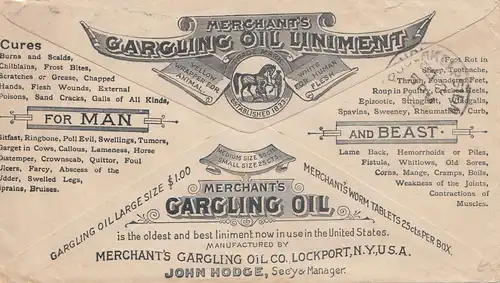 MERCHANT'S
GARGLING OIL LINIMENT
YELLOW
WRAPPER FOR
ANIMAL
WHITE
FOR HUMAN
FLESH
ESTABLISHED 1833
Cures
Burns and Scalds,
Chilblains, Frost Bites,
Scratches or Grease, Chapped
Hands, Flesh Wounds, External
Poisons, Sand Cracks, Galls of All Kinds,
FOR MAN
Sitfast, Ringbone, Poll Evil, Swellings, Tumors,
Garget in Cows, Callous, Lameness, Horse
Distemper, Crownscab, Quittor, Foul
Ulcers, Farcy, Abscess of the
Udder, Swelled Legs,
Sprains, Bruises.
Foot Rot in
Sheep, Toothache,
Thrush, Foundered Feet,
Roup in Poultry, Cracked Heels,
Epizootic, Stringhalt, Windgalls,
Spavins, Sweeney, Rheumatism, Curb,
AND BEAST.
Lame Back, Hemorrhoids or Piles,
Fistula, Whitlows, Old Sores,
Corns, Mange, Cramps, Boils,
Weakness of the Joints,
Contractions of
Muscles.
MEDIUM SIZE 50CTS.
SMALL SIZE 25CTS.
MERCHANT'S
GARGLING OIL
GARGLING OIL LARGE SIZE $1.00
MERCHANT'S WORM TABLETS 25cts PER BOX.
is the oldest and best liniment now in use in the United States.
MANUFACTURED BY
MERCHANT'S GARGLING OIL CO. LOCKPORT, N.Y., U.S.A.
JOHN HODGE, Secy & Manager.